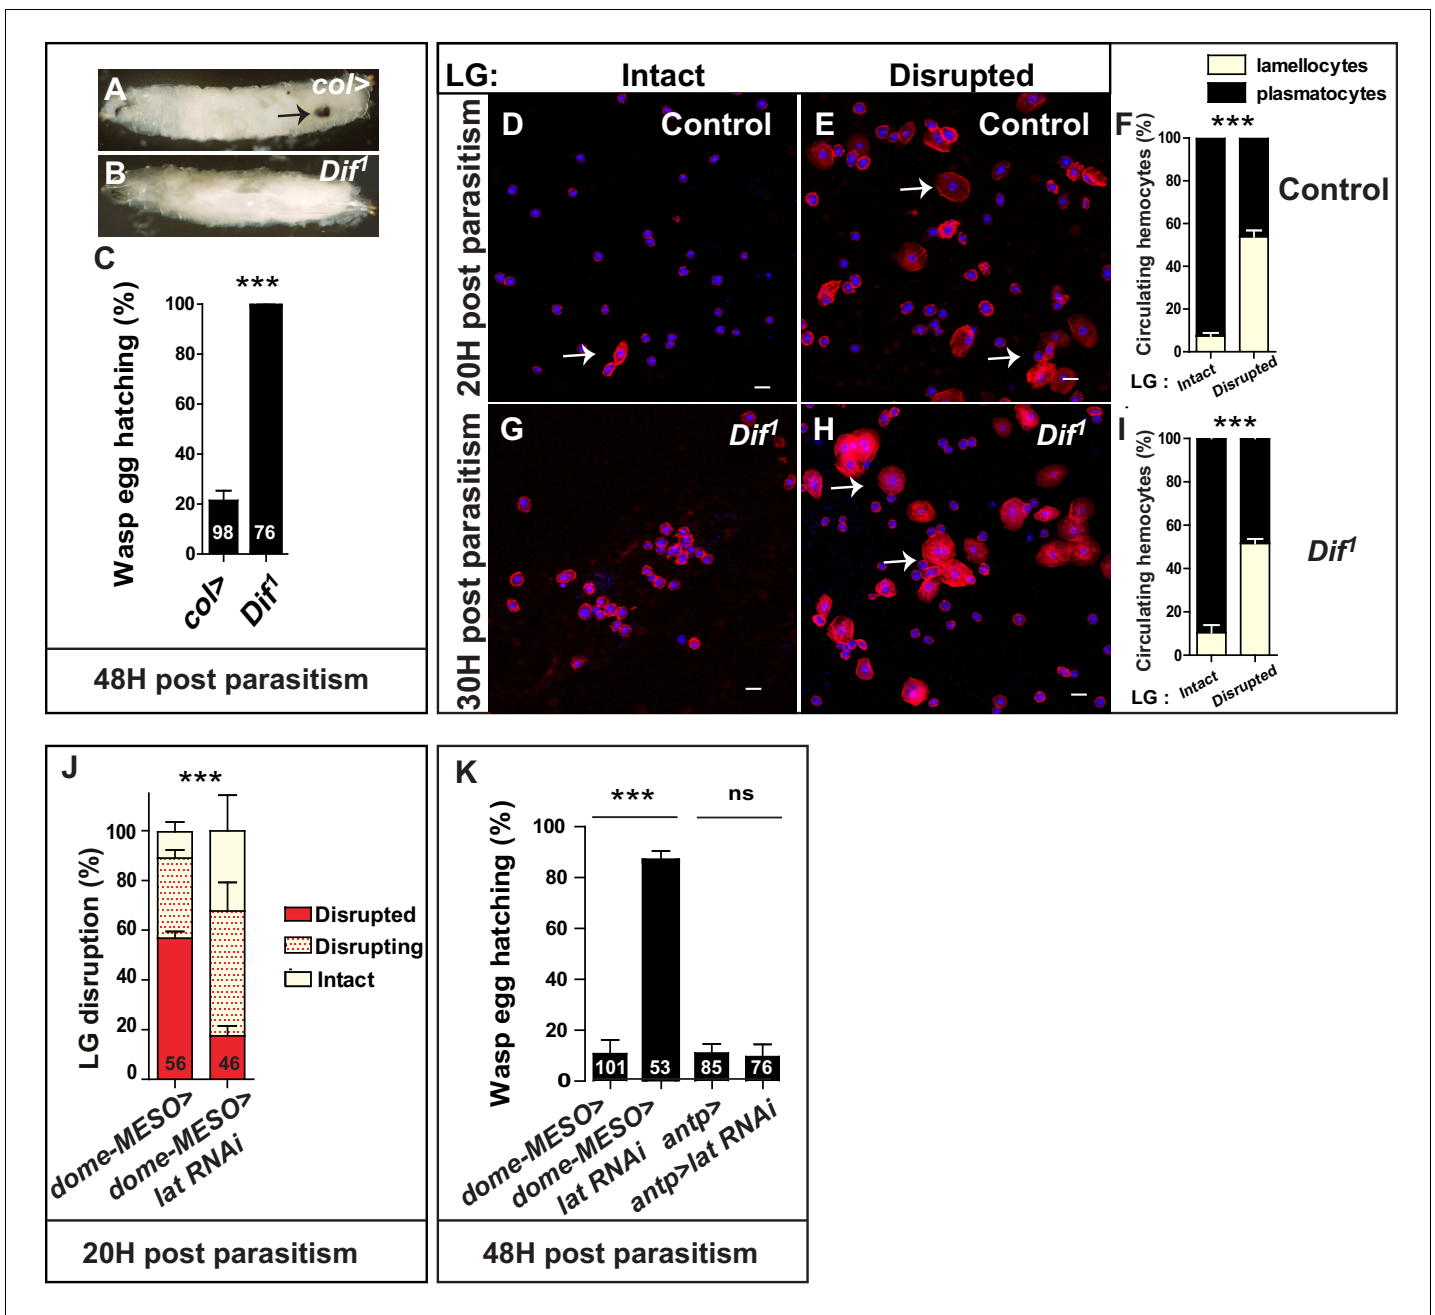 A
col>
B
Dif1
C
***
Wasp egg hatching (%)
100
80
60
40
20
0
98
76
col>
Dif1
48H post parasitism
LG:
Intact
Disrupted
20H post parasitism
30H post parasitism
D
Control
E
Control
G
Dif1
H
Dif1
lamellocytes
plasmatocytes
F
***
Circulating hemocytes (%)
100
80
60
40
20
0
LG :
Intact
Disrupted
Control
I
***
Circulating hemocytes (%)
100
80
60
40
20
0
LG :
Intact
Disrupted
Dif1
J
***
LG disruption (%)
100
80
60
40
20
0
56
46
dome-MESO>
dome-MESO>
lat RNAi
Disrupted
Disrupting
Intact
20H post parasitism
K
***
ns
Wasp egg hatching (%)
100
80
60
40
20
0
101
53
85
76
dome-MESO>
dome-MESO>
lat RNAi
antp>
antp>lat RNAi
48H post parasitism